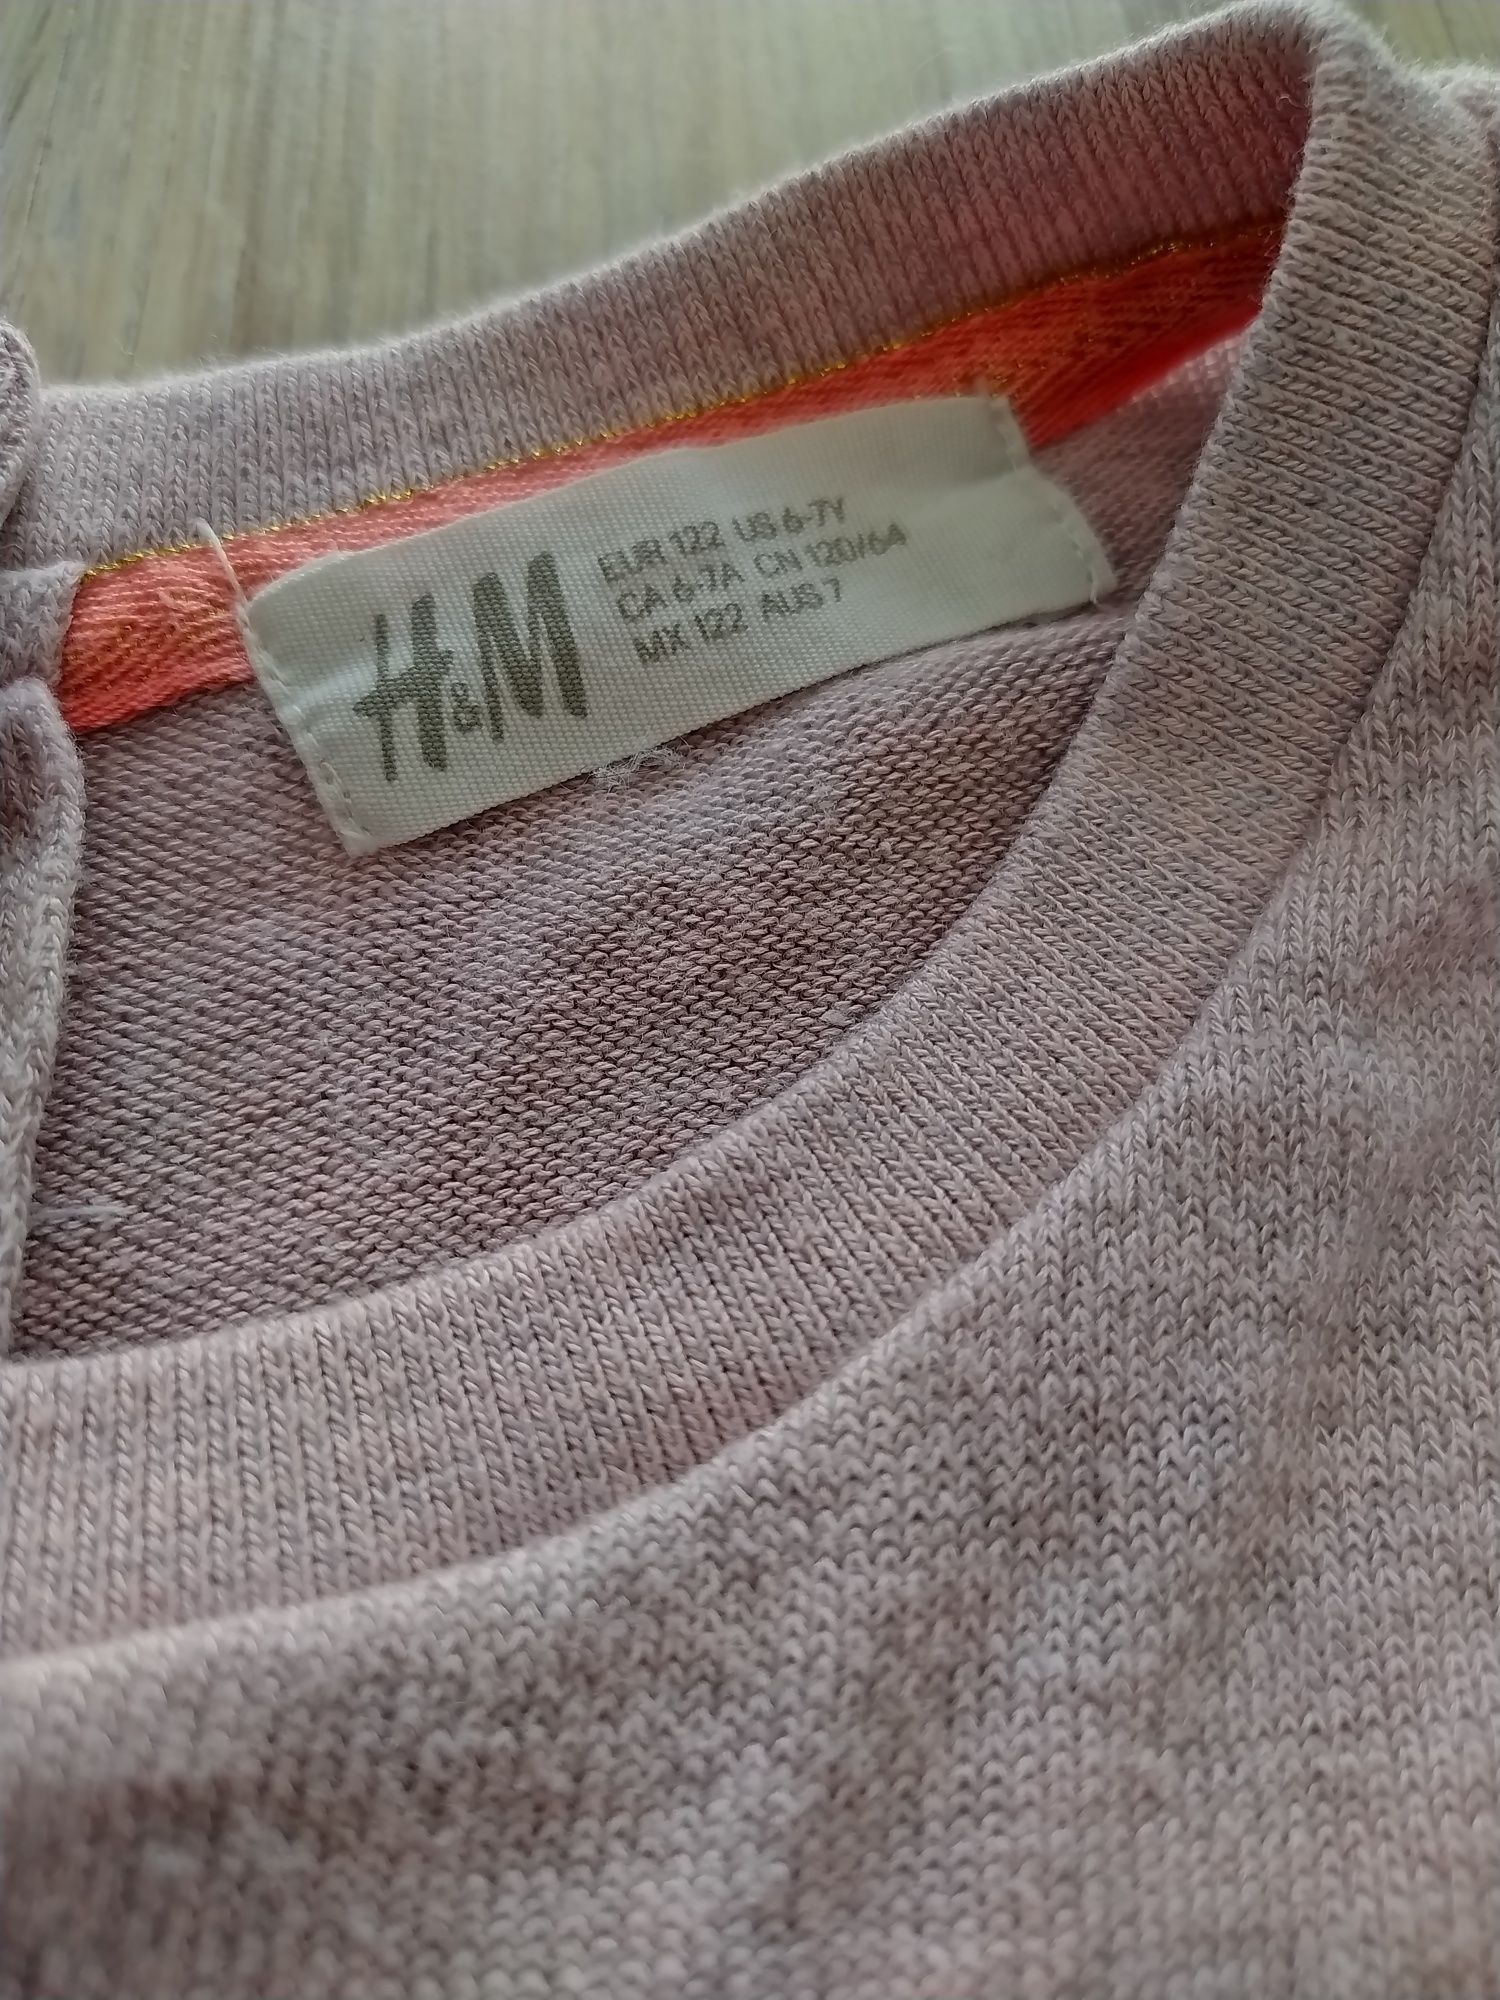 H&M
EUR 122 US 6-7Y
CA 6-7A CN 120/64
MX 122 AUS 7